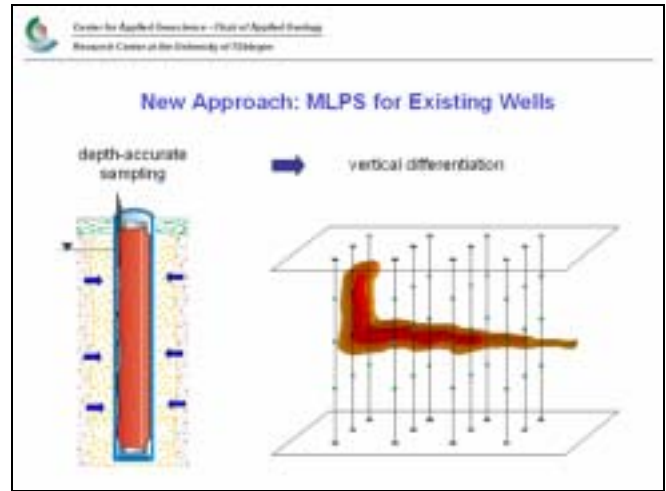 Center for Applied Geoscience - Chair of Applied Geology
Research Center at the University of Tübingen
New Approach: MLPS for Existing Wells
depth-accurate
sampling
vertical differentiation